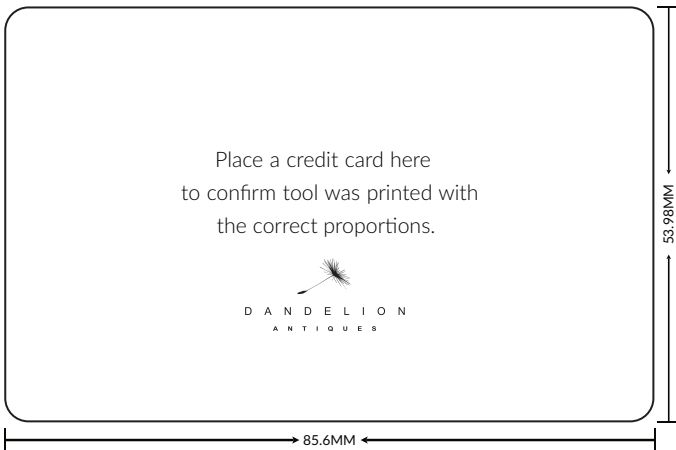 Place a credit card here
to confirm tool was printed with
the correct proportions.
DANDELION
ANTIQUES
53.98MM
85.6MM